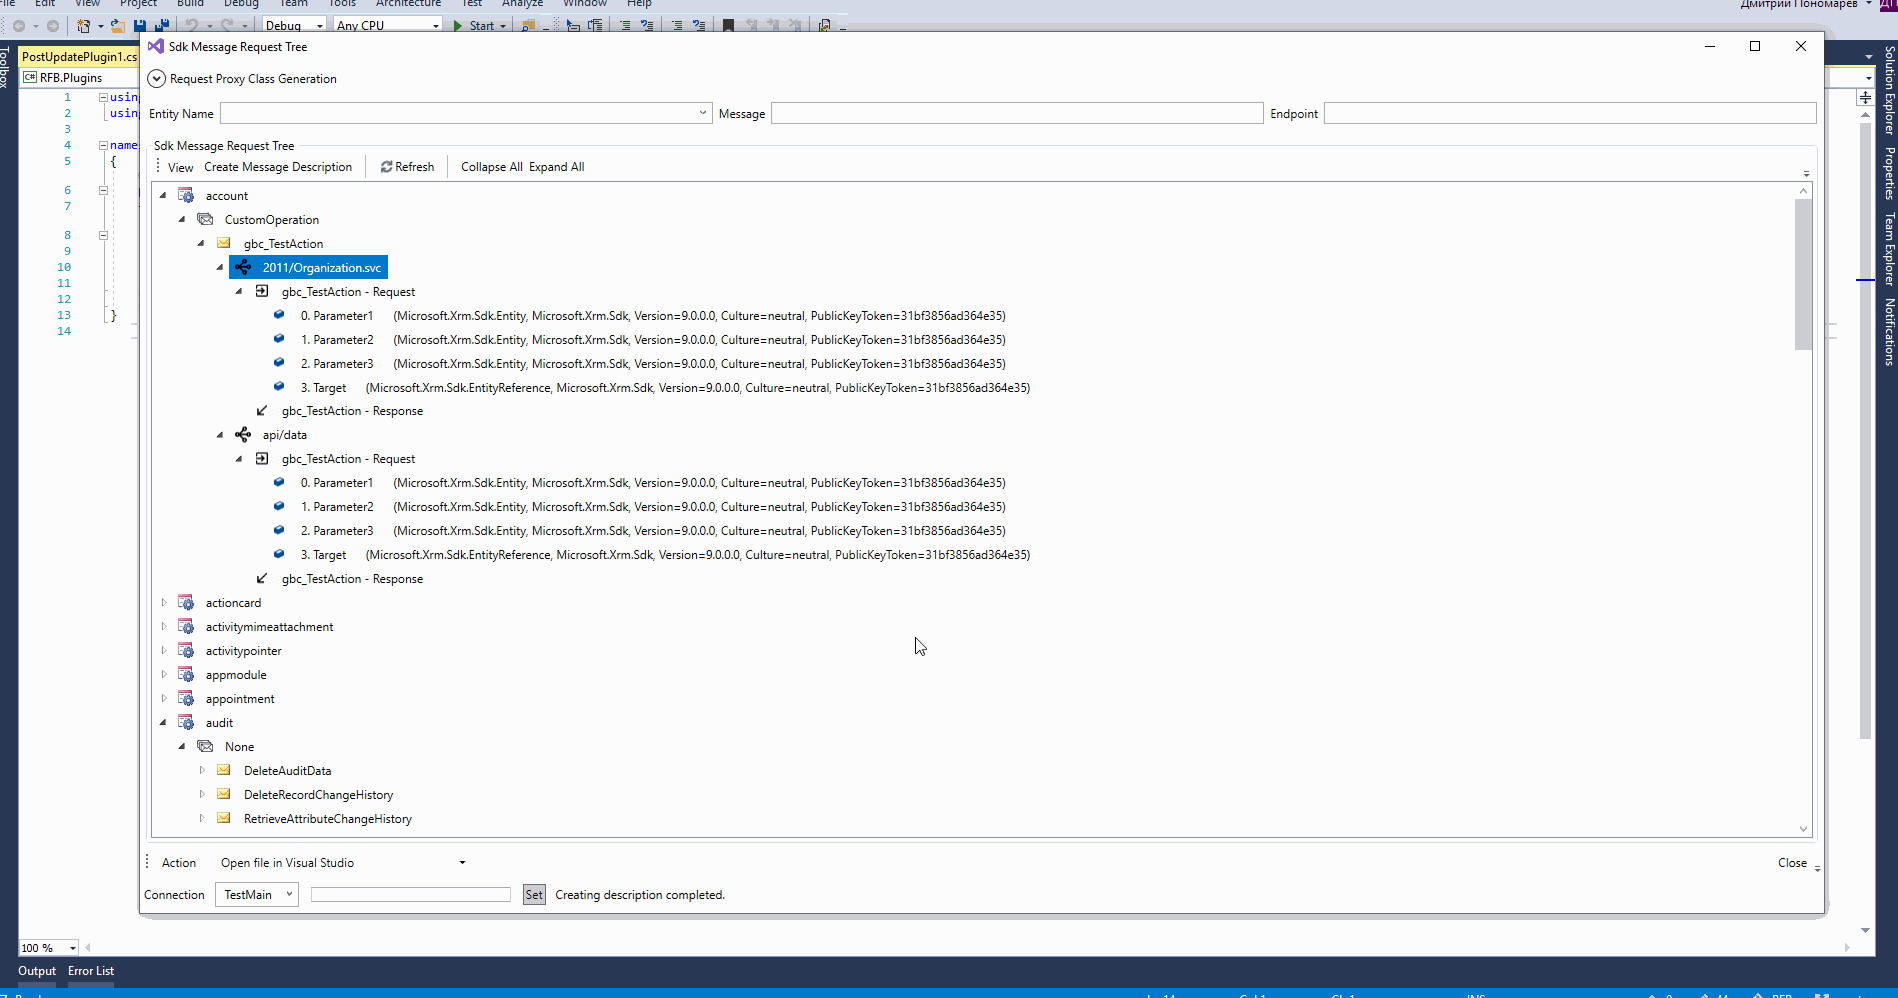 File Edit View Project Build Debug Team Tools Architecture Test Analyze Window Help
Дмитрий Пономарев ДП
Debug Any CPU Start
Toolbox
PostUpdatePlugin1.cs
RFB.Plugins
1 usin
2 usin
3
4 name
5 {
6
7
8
9
10
11
12
13 }
14
Sdk Message Request Tree
Request Proxy Class Generation
Entity Name Message Endpoint
Sdk Message Request Tree
View Create Message Description Refresh Collapse All Expand All
account
CustomOperation
gbc_TestAction
2011/Organization.svc
gbc_TestAction - Request
0. Parameter1 (Microsoft.Xrm.Sdk.Entity, Microsoft.Xrm.Sdk, Version=9.0.0.0, Culture=neutral, PublicKeyToken=31bf3856ad364e35)
1. Parameter2 (Microsoft.Xrm.Sdk.Entity, Microsoft.Xrm.Sdk, Version=9.0.0.0, Culture=neutral, PublicKeyToken=31bf3856ad364e35)
2. Parameter3 (Microsoft.Xrm.Sdk.Entity, Microsoft.Xrm.Sdk, Version=9.0.0.0, Culture=neutral, PublicKeyToken=31bf3856ad364e35)
3. Target (Microsoft.Xrm.Sdk.EntityReference, Microsoft.Xrm.Sdk, Version=9.0.0.0, Culture=neutral, PublicKeyToken=31bf3856ad364e35)
gbc_TestAction - Response
api/data
gbc_TestAction - Request
0. Parameter1 (Microsoft.Xrm.Sdk.Entity, Microsoft.Xrm.Sdk, Version=9.0.0.0, Culture=neutral, PublicKeyToken=31bf3856ad364e35)
1. Parameter2 (Microsoft.Xrm.Sdk.Entity, Microsoft.Xrm.Sdk, Version=9.0.0.0, Culture=neutral, PublicKeyToken=31bf3856ad364e35)
2. Parameter3 (Microsoft.Xrm.Sdk.Entity, Microsoft.Xrm.Sdk, Version=9.0.0.0, Culture=neutral, PublicKeyToken=31bf3856ad364e35)
3. Target (Microsoft.Xrm.Sdk.EntityReference, Microsoft.Xrm.Sdk, Version=9.0.0.0, Culture=neutral, PublicKeyToken=31bf3856ad364e35)
gbc_TestAction - Response
actioncard
activitymimeattachment
activitypointer
appmodule
appointment
audit
None
DeleteAuditData
DeleteRecordChangeHistory
RetrieveAttributeChangeHistory
Action Open file in Visual Studio Close
Connection TestMain Set Creating description completed.
Solution Explorer
Properties
Team Explorer
Notifications
100 %
Output Error List